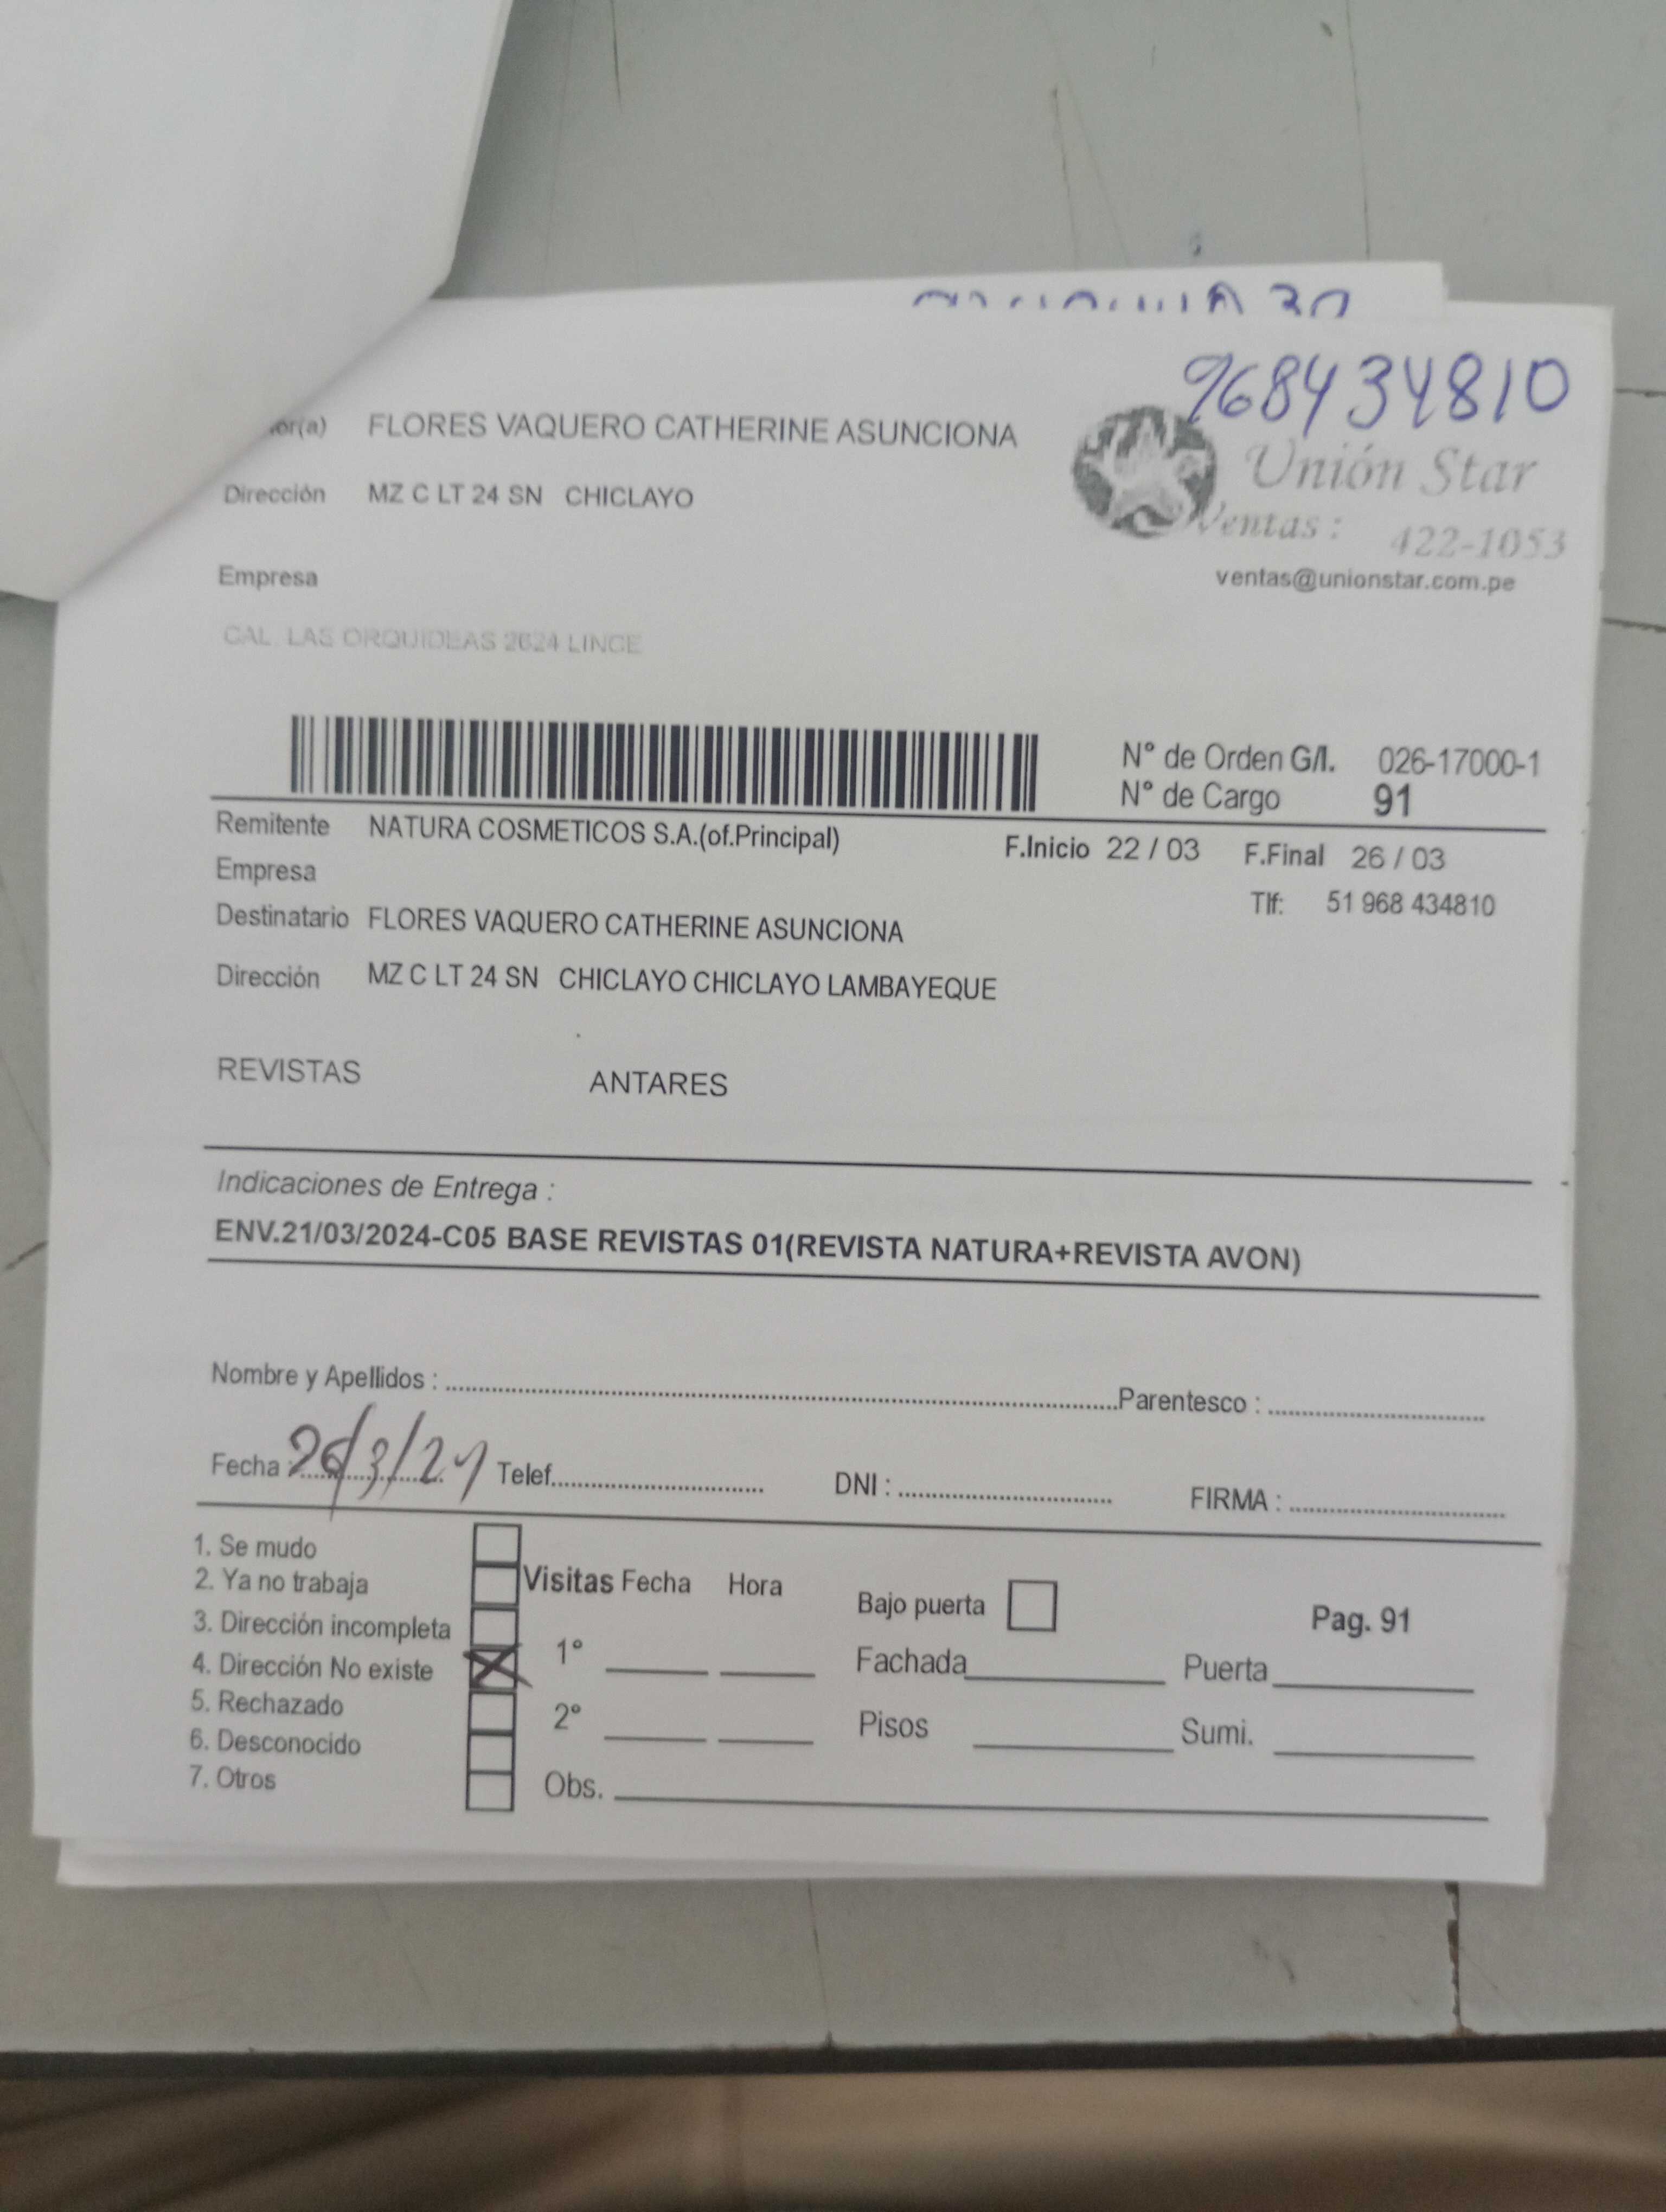 968434810
FLORES VAQUERO CATHERINE ASUNCIONA
Unión Star
Dirección MZ C LT 24 SN CHICLAYO
Ventas : 422-1053
Empresa
ventas@unionstar.com.pe
CAL. LAS ORQUIDEAS 2624 LINCE
N° de Orden G/I. 026-17000-1
N° de Cargo 91
Remitente NATURA COSMETICOS S.A.(of.Principal) F.Inicio 22 / 03 F.Final 26 / 03
Empresa
Tlf: 51 968 434810
Destinatario FLORES VAQUERO CATHERINE ASUNCIONA
Dirección MZ C LT 24 SN CHICLAYO CHICLAYO LAMBAYEQUE
REVISTAS ANTARES
Indicaciones de Entrega :
ENV.21/03/2024-C05 BASE REVISTAS 01(REVISTA NATURA+REVISTA AVON)
Nombre y Apellidos : Parentesco :
Fecha : 26/3/24 Telef. DNI : FIRMA :
1. Se mudo
2. Ya no trabaja
3. Dirección incompleta
4. Dirección No existe
5. Rechazado
6. Desconocido
7. Otros
Visitas Fecha Hora
1°
2°
Obs.
Bajo puerta
Pag. 91
Fachada Puerta
Pisos Sumi.